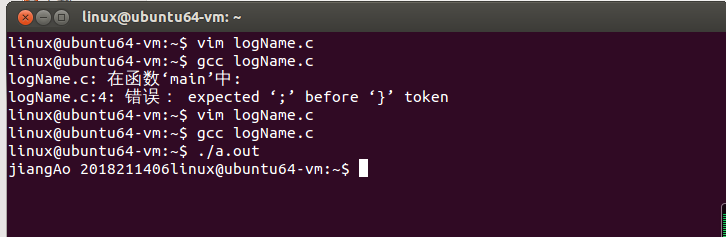 linux@ubuntu64-vm: ~
linux@ubuntu64-vm:~$ vim logName.c
linux@ubuntu64-vm:~$ gcc logName.c
logName.c: 在函数‘main’中:
logName.c:4: 错误： expected ‘;’ before ‘}’ token
linux@ubuntu64-vm:~$ vim logName.c
linux@ubuntu64-vm:~$ gcc logName.c
linux@ubuntu64-vm:~$ ./a.out
jiangAo 2018211406linux@ubuntu64-vm:~$